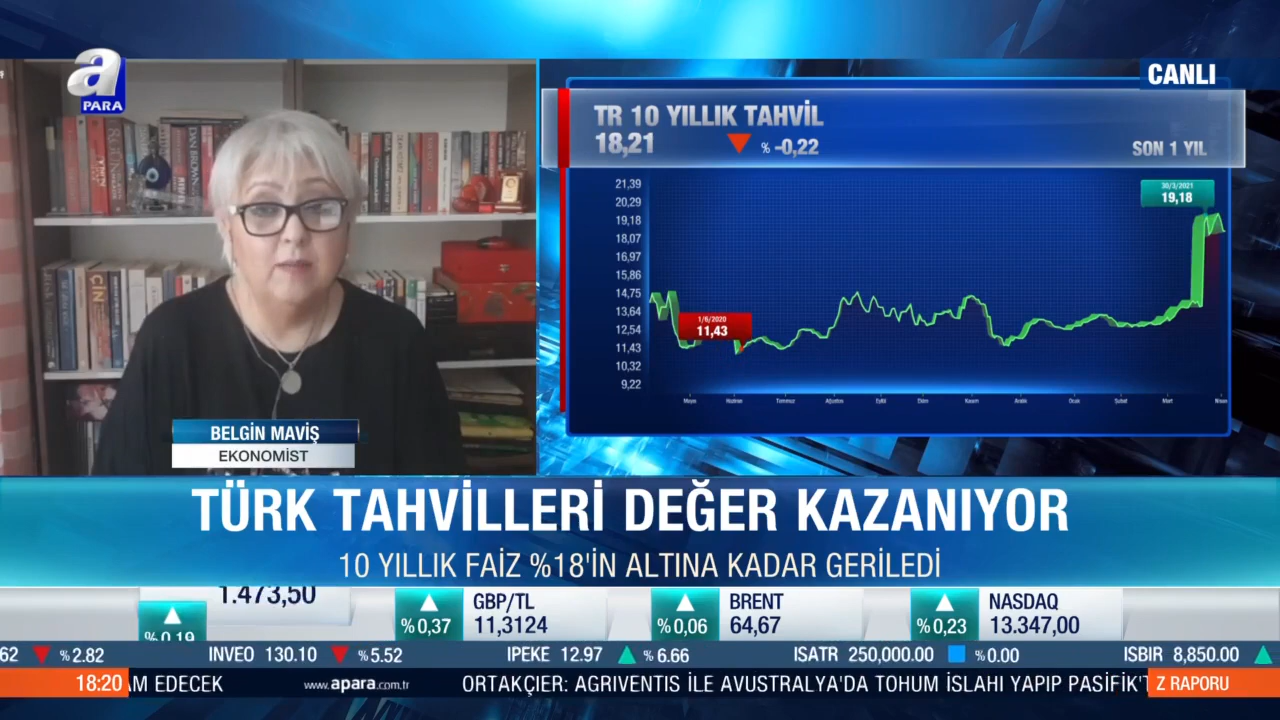 a
PARA
CANLI
TR 10 YILLIK TAHVİL
18,21 % -0,22
SON 1 YIL
21,39
20,29
19,18
18,07
16,97
15,86
14,75
13,64
12,54
11,43
10,32
9,22
30/3/2021
19,18
1/6/2020
11,43
Mayıs Haziran Temmuz Ağustos Eylül Ekim Kasım Aralık Ocak Şubat Mart Nisan
DAN BROWN
ÇİN
BELGİN MAVİŞ
EKONOMİST
TÜRK TAHVİLLERİ DEĞER KAZANIYOR
10 YILLIK FAİZ %18'İN ALTINA KADAR GERİLEDİ
1.473,50
% 0,19
% 0,37 GBP/TL 11,3124
% 0,06 BRENT 64,67
% 0,23 NASDAQ 13.347,00
62 % 2.82 INVEO 130.10 % 5.52 IPEKE 12.97 % 6.66 ISATR 250,000.00 % 0.00 ISBIR 8,850.00
18:20 AM EDECEK www.apara.com.tr ORTAKÇIER: AGRIVENTIS İLE AVUSTRALYA'DA TOHUM İSLAHI YAPIP PASİFİK'T Z RAPORU